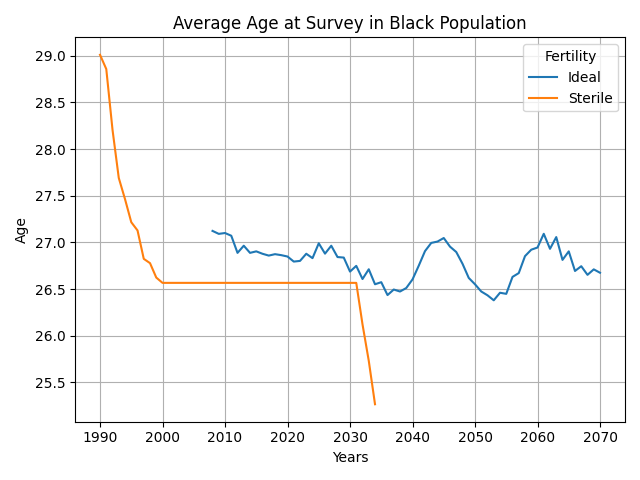 Average Age at Survey in Black Population
Fertility
Ideal
Sterile
29.0
28.5
28.0
27.5
27.0
26.5
26.0
25.5
Age
1990 2000 2010 2020 2030 2040 2050 2060 2070
Years